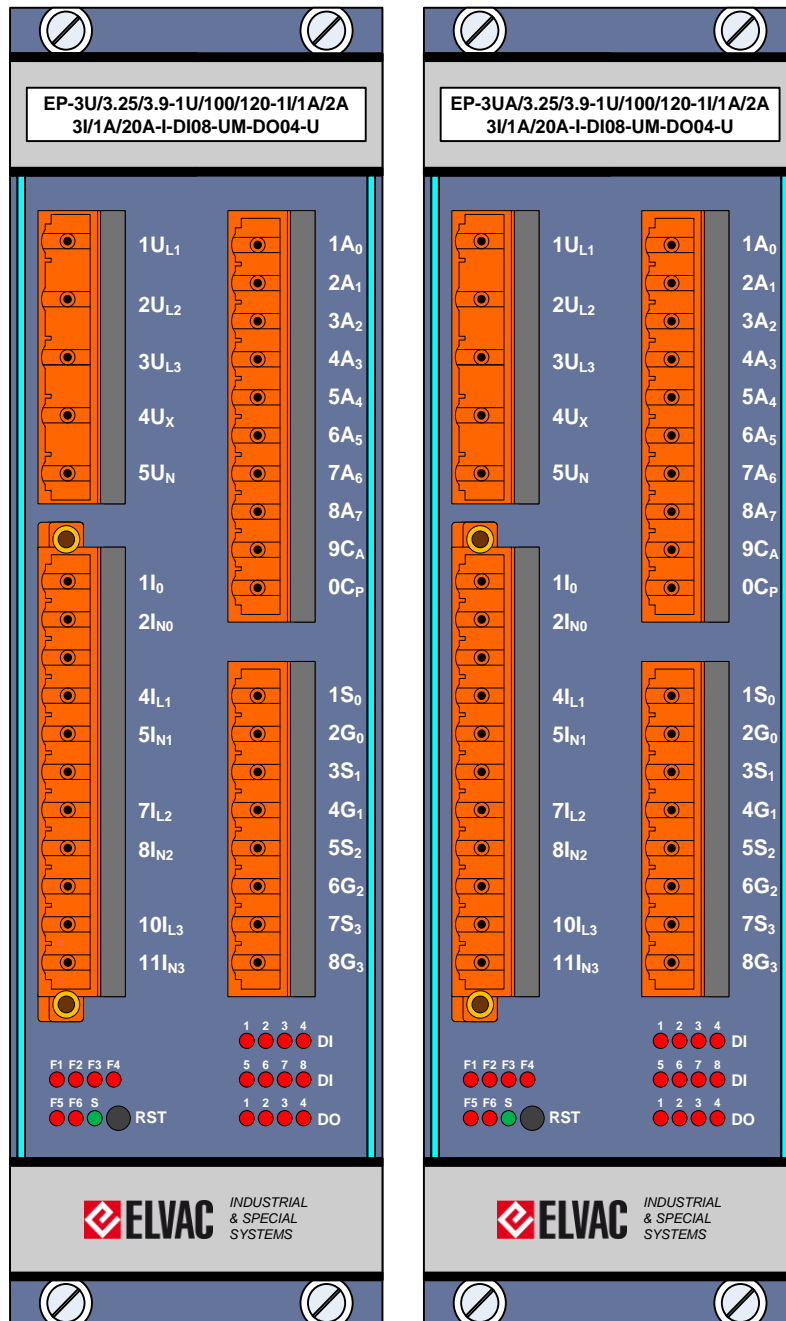 EP-3U/3.25/3.9-1U/100/120-1I/1A/2A
3I/1A/20A-I-DI08-UM-DO04-U
1UL1
2UL2
3UL3
4UX
5UN
1I0
2IN0
4IL1
5IN1
7IL2
8IN2
10IL3
11IN3
1A0
2A1
3A2
4A3
5A4
6A5
7A6
8A7
9CA
0CP
1S0
2G0
3S1
4G1
5S2
6G2
7S3
8G3
F1 F2 F3 F4
F5 F6 S
RST
1 2 3 4
DI
5 6 7 8
DI
1 2 3 4
DO
ELVAC
INDUSTRIAL
& SPECIAL
SYSTEMS
EP-3UA/3.25/3.9-1U/100/120-1I/1A/2A
3I/1A/20A-I-DI08-UM-DO04-U
1UL1
2UL2
3UL3
4UX
5UN
1I0
2IN0
4IL1
5IN1
7IL2
8IN2
10IL3
11IN3
1A0
2A1
3A2
4A3
5A4
6A5
7A6
8A7
9CA
0CP
1S0
2G0
3S1
4G1
5S2
6G2
7S3
8G3
F1 F2 F3 F4
F5 F6 S
RST
1 2 3 4
DI
5 6 7 8
DI
1 2 3 4
DO
ELVAC
INDUSTRIAL
& SPECIAL
SYSTEMS